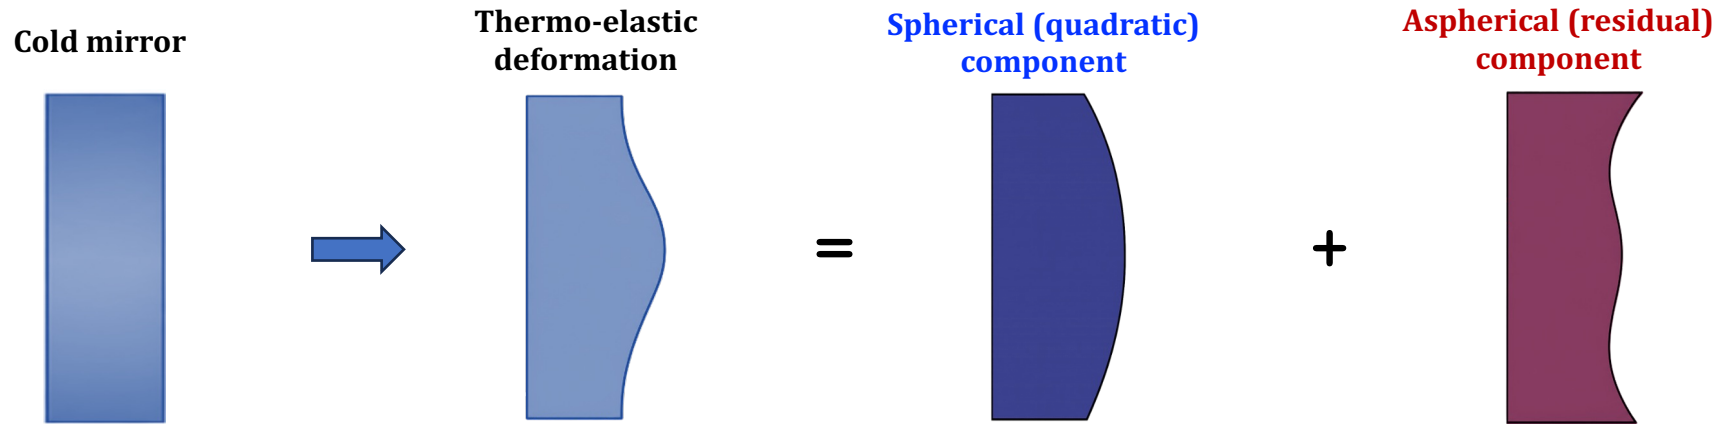 Cold mirror
Thermo-elastic
deformation
Spherical (quadratic)
component
Aspherical (residual)
component
=
+